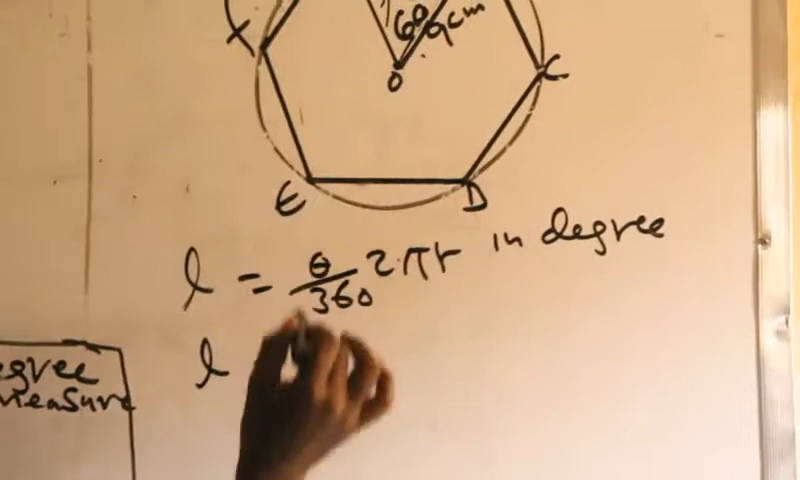 60
9cm
F
O
C
E
D
l = θ/360 2πr in degree
l
egree
measure